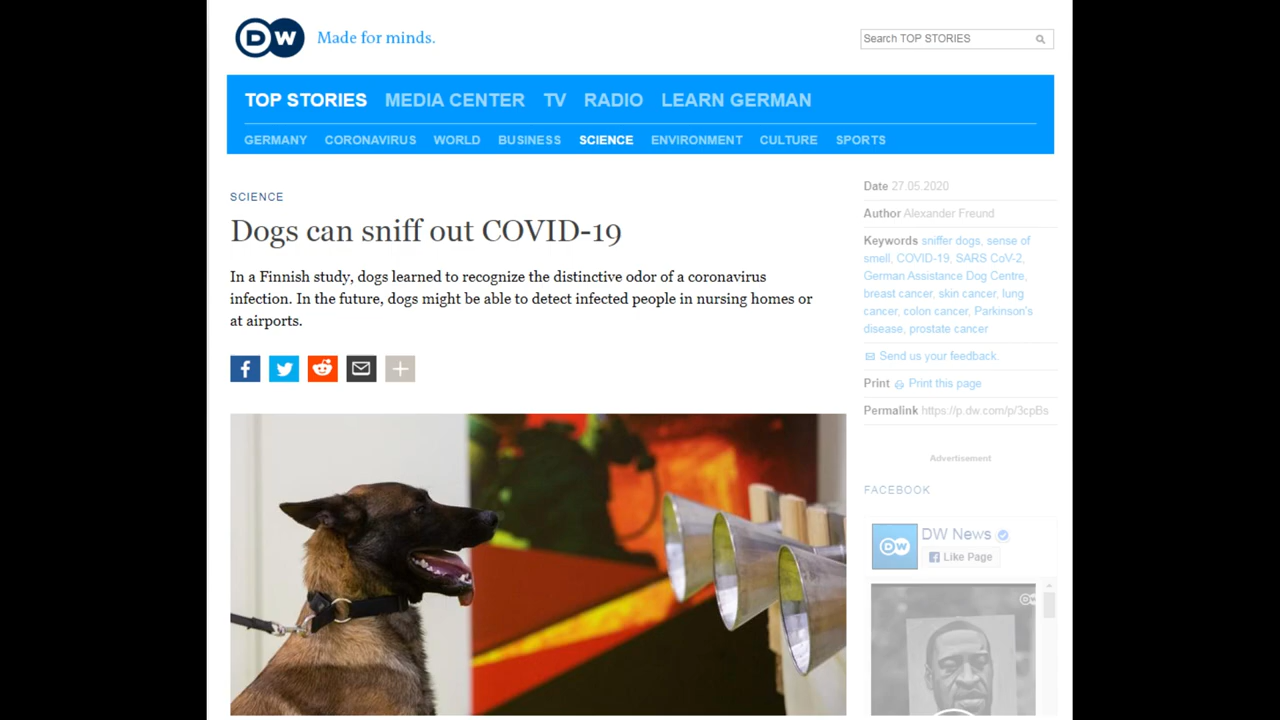 DW Made for minds.
Search TOP STORIES
TOP STORIES MEDIA CENTER TV RADIO LEARN GERMAN
GERMANY CORONAVIRUS WORLD BUSINESS SCIENCE ENVIRONMENT CULTURE SPORTS
SCIENCE
Dogs can sniff out COVID-19
In a Finnish study, dogs learned to recognize the distinctive odor of a coronavirus
infection. In the future, dogs might be able to detect infected people in nursing homes or
at airports.
Date 27.05.2020
Author Alexander Freund
Keywords sniffer dogs, sense of
smell, COVID-19, SARS CoV-2,
German Assistance Dog Centre,
breast cancer, skin cancer, lung
cancer, colon cancer, Parkinson's
disease, prostate cancer
Send us your feedback.
Print Print this page
Permalink https://p.dw.com/p/3cpBs
Advertisement
FACEBOOK
DW
DW News
Like Page
DW